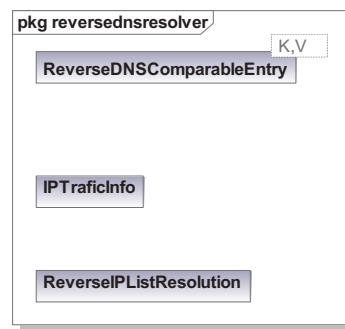 pkg reversednsresolver
K,V
ReverseDNSComparableEntry
IPTraficInfo
ReverseIPListResolution